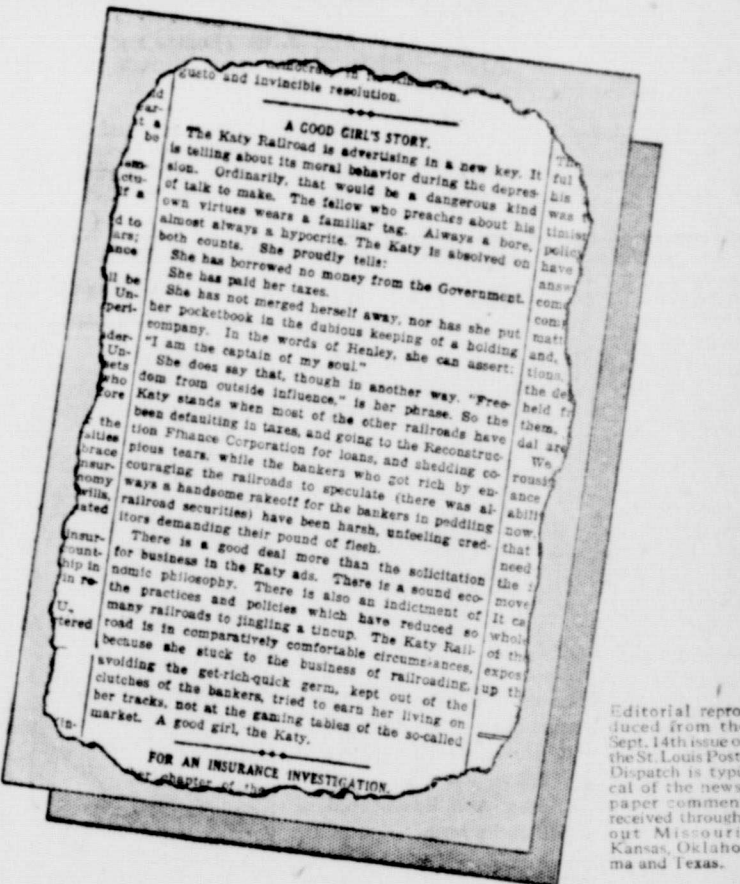 gusto and invincible resolution.
A GOOD GIRL'S STORY.
The Katy Railroad is advertising in a new key. It
is telling about its moral behavior during the depres-
sion. Ordinarily, that would be a dangerous kind
of talk to make. The fellow who preaches about his
own virtues wears a familiar tag. Always a bore,
almost always a hypocrite. The Katy is absolved on
both counts. She proudly tells:
She has borrowed no money from the Government.
She has paid her taxes.
She has not merged herself away, nor has she put
her pocketbook in the dubious keeping of a holding
company. In the words of Henley, she can assert:
"I am the captain of my soul."
She does say that, though in another way. "Free-
dom from outside influence," is her phrase. So the
Katy stands when most of the other railroads have
been defaulting in taxes, and going to the Reconstruc-
tion Finance Corporation for loans, and shedding co-
pious tears, while the bankers who got rich by en-
couraging the railroads to speculate (there was al-
ways a handsome rakeoff for the bankers in peddling
railroad securities) have been harsh, unfeeling cred-
itors demanding their pound of flesh.
There is a good deal more than the solicitation
for business in the Katy ads. There is a sound eco-
nomic philosophy. There is also an indictment of
the practices and policies which have reduced so
many railroads to jingling a tincup. The Katy Rail-
road is in comparatively comfortable circumstances,
because she stuck to the business of railroading,
avoiding the get-rich-quick germ, kept out of the
clutches of the bankers, tried to earn her living on
her tracks, not at the gaming tables of the so-called
market. A good girl, the Katy.
FOR AN INSURANCE INVESTIGATION.
chapter of the
Editorial repro
duced from the
Sept. 14th issue o
the St. Louis Post
Dispatch is typi
cal of the news
paper commen
received through
out Missouri
Kansas, Oklaho
ma and Texas.